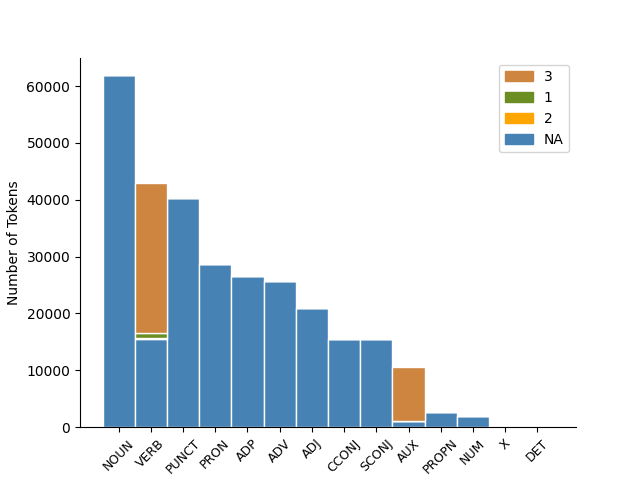 3
1
2
NA
60000
50000
40000
30000
20000
10000
0
Number of Tokens
NOUN
VERB
PUNCT
PRON
ADP
ADV
ADJ
CCONJ
SCONJ
AUX
PROPN
NUM
X
DET